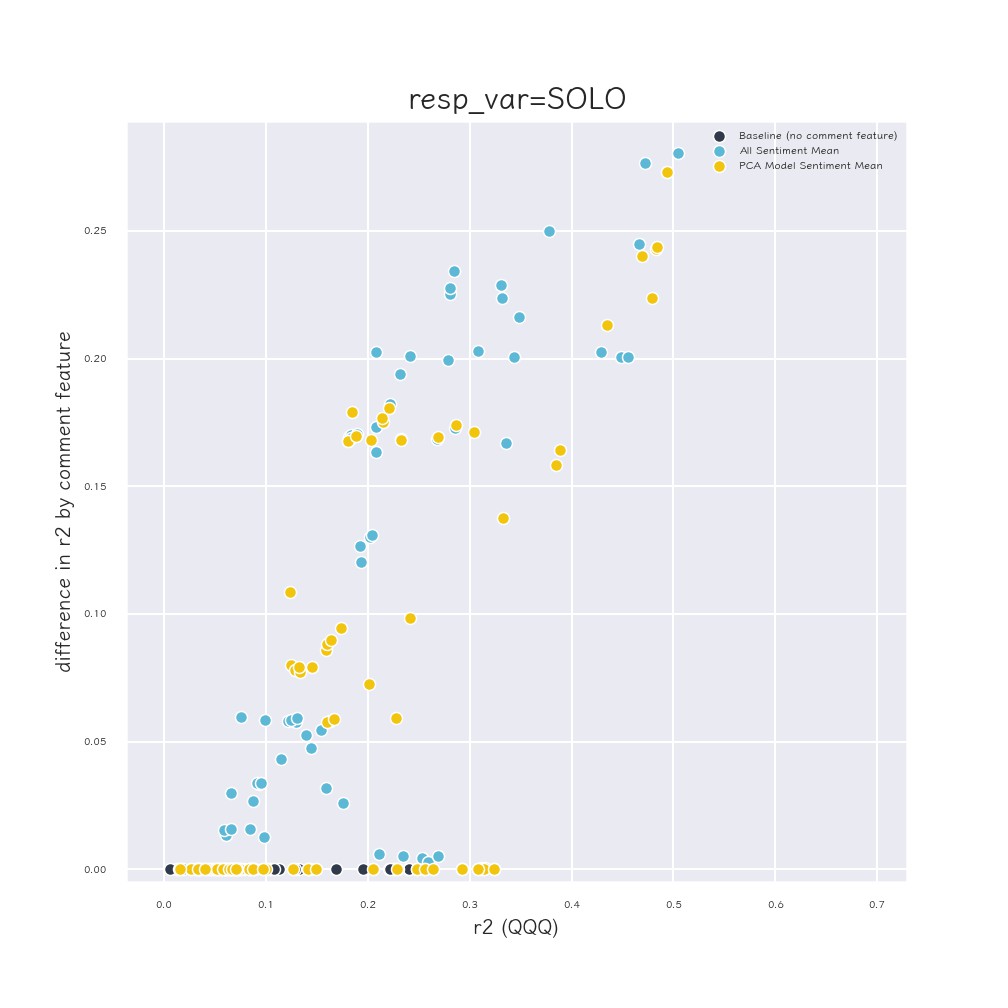 resp_var=SOLO
Baseline (no comment feature)
All Sentiment Mean
PCA Model Sentiment Mean
difference in r2 by comment feature
0.25
0.20
0.15
0.10
0.05
0.00
0.0 0.1 0.2 0.3 0.4 0.5 0.6 0.7
r2 (QQQ)